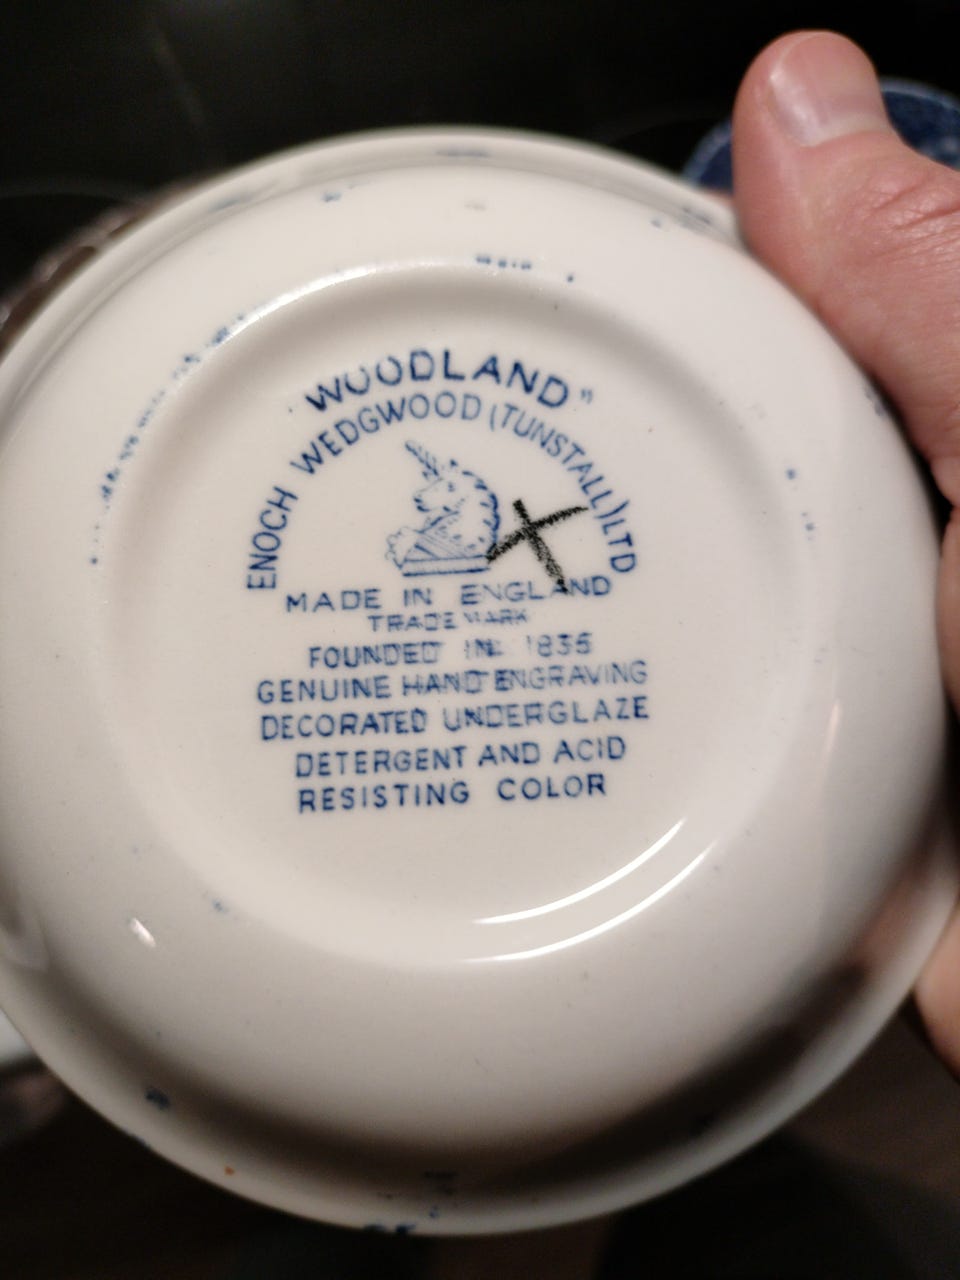 "WOODLAND"
ENOCH WEDGWOOD (TUNSTALL) LTD
MADE IN ENGLAND
TRADE MARK
FOUNDED IN 1835
GENUINE HAND ENGRAVING
DECORATED UNDERGLAZE
DETERGENT AND ACID
RESISTING COLOR